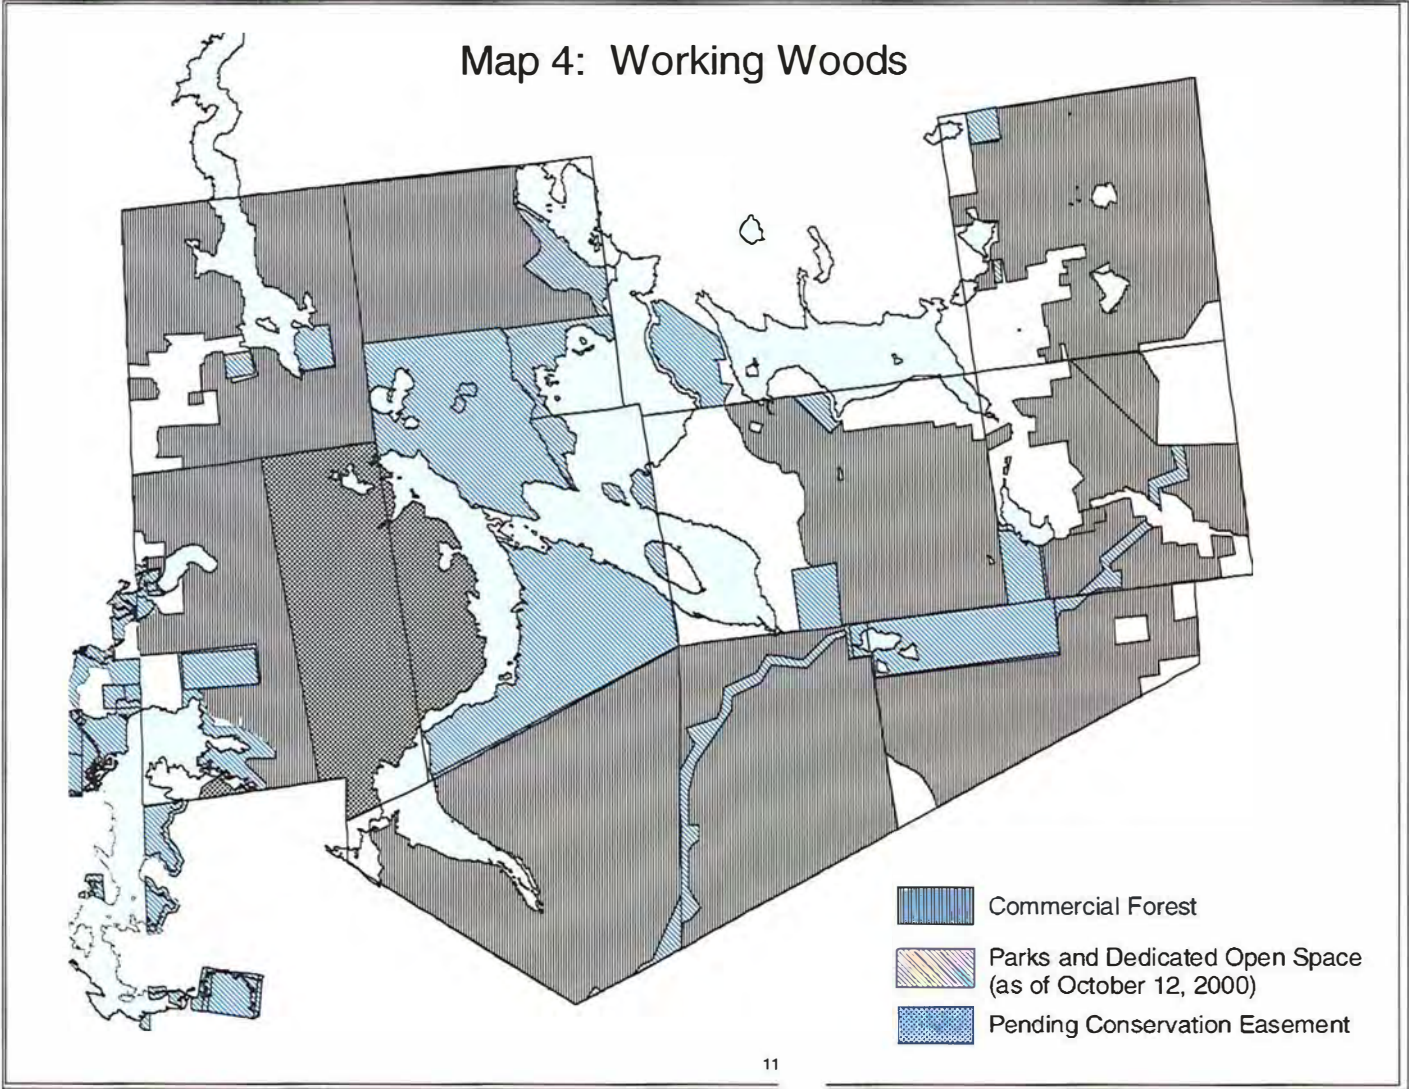 Map 4: Working Woods
Commercial Forest
Parks and Dedicated Open Space
(as of October 12, 2000)
Pending Conservation Easement
11